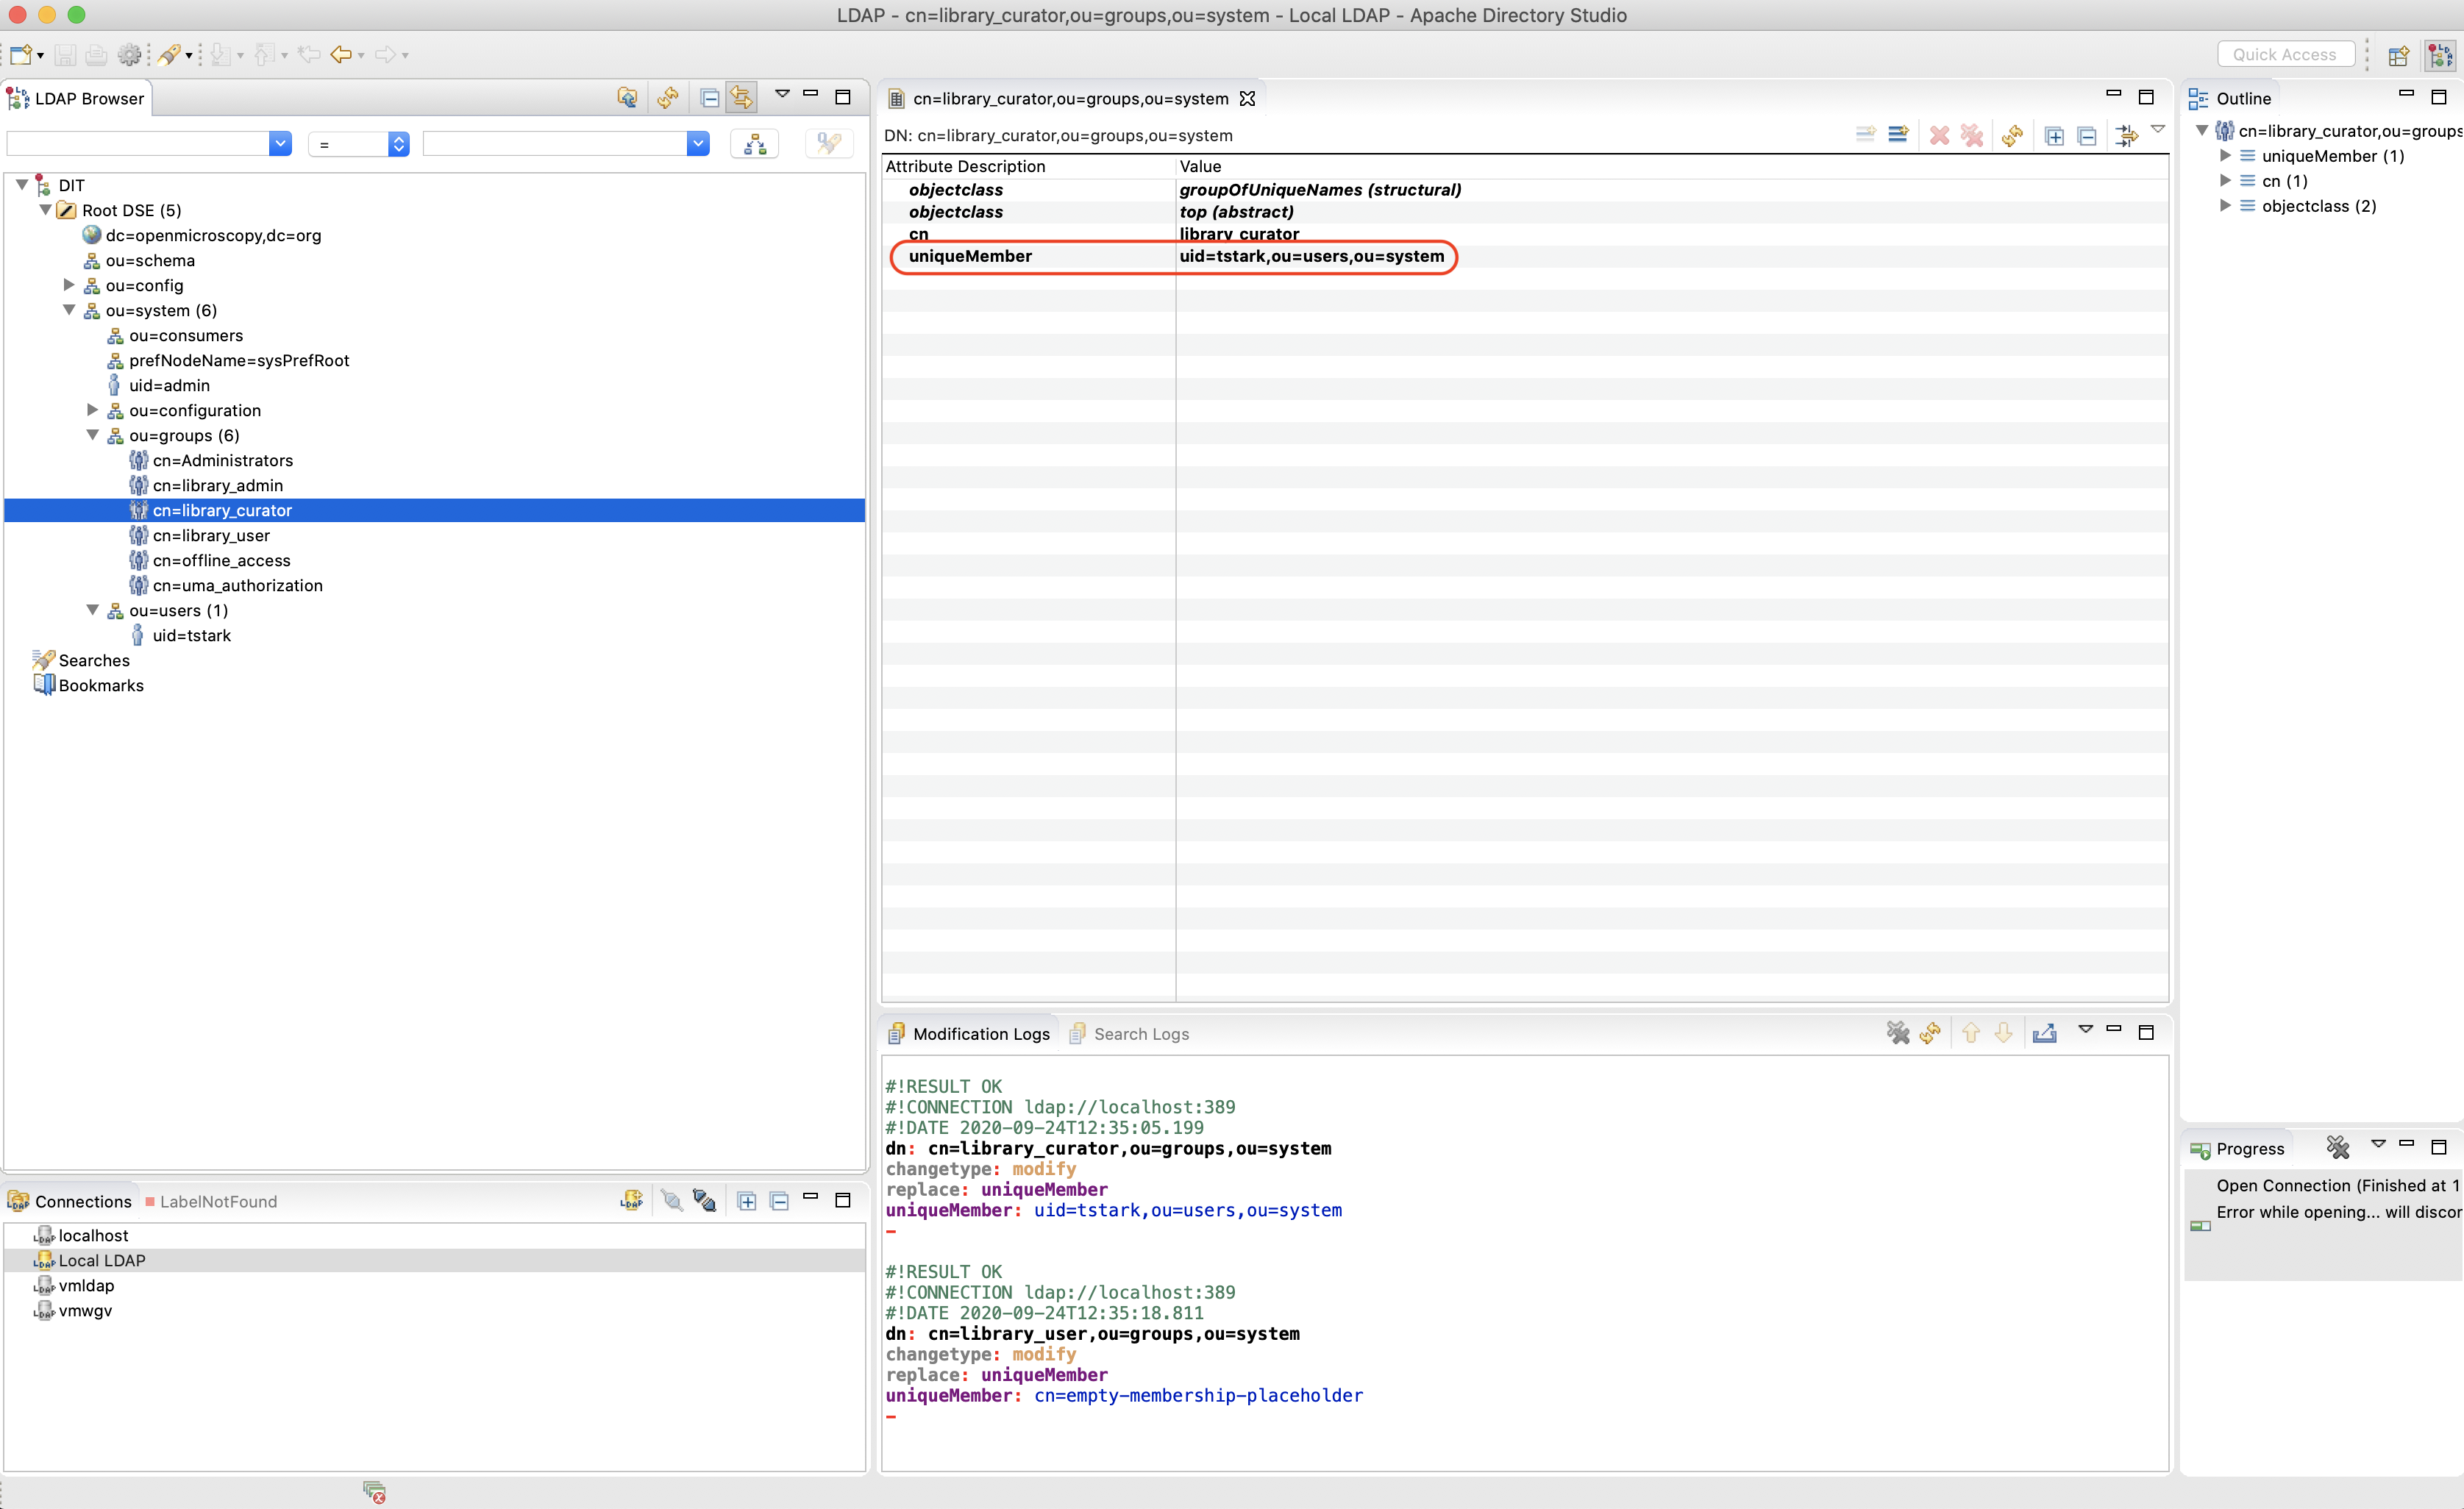 LDAP - cn=library_curator,ou=groups,ou=system - Local LDAP - Apache Directory Studio
Quick Access
LDAP Browser
=
DIT
Root DSE (5)
dc=openmicroscopy,dc=org
ou=schema
ou=config
ou=system (6)
ou=consumers
prefNodeName=sysPrefRoot
uid=admin
ou=configuration
ou=groups (6)
cn=Administrators
cn=library_admin
cn=library_curator
cn=library_user
cn=offline_access
cn=uma_authorization
ou=users (1)
uid=tstark
Searches
Bookmarks
Connections LabelNotFound
localhost
Local LDAP
vmldap
vmwgv
cn=library_curator,ou=groups,ou=system
DN: cn=library_curator,ou=groups,ou=system
Attribute Description Value
objectclass groupOfUniqueNames (structural)
objectclass top (abstract)
cn library_curator
uniqueMember uid=tstark,ou=users,ou=system
Modification Logs Search Logs
#!RESULT OK
#!CONNECTION ldap://localhost:389
#!DATE 2020-09-24T12:35:05.199
dn: cn=library_curator,ou=groups,ou=system
changetype: modify
replace: uniqueMember
uniqueMember: uid=tstark,ou=users,ou=system
-
#!RESULT OK
#!CONNECTION ldap://localhost:389
#!DATE 2020-09-24T12:35:18.811
dn: cn=library_user,ou=groups,ou=system
changetype: modify
replace: uniqueMember
uniqueMember: cn=empty-membership-placeholder
-
Outline
cn=library_curator,ou=groups
uniqueMember (1)
cn (1)
objectclass (2)
Progress
Open Connection (Finished at 1
Error while opening... will discor